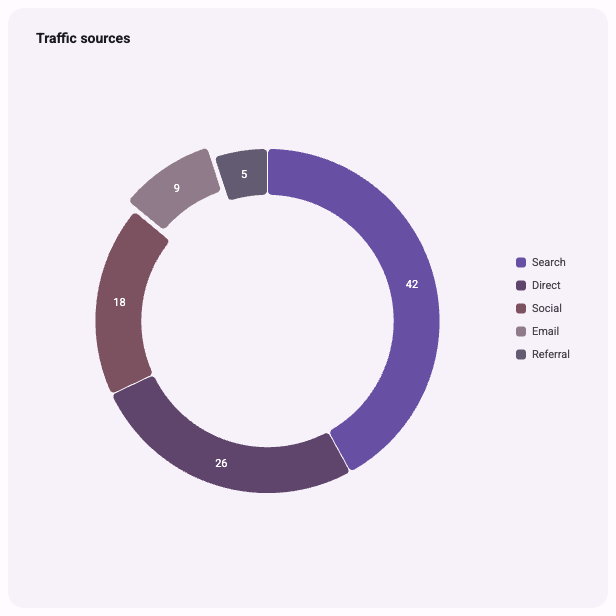 Traffic sources
5
9
42
18
26
Search
Direct
Social
Email
Referral